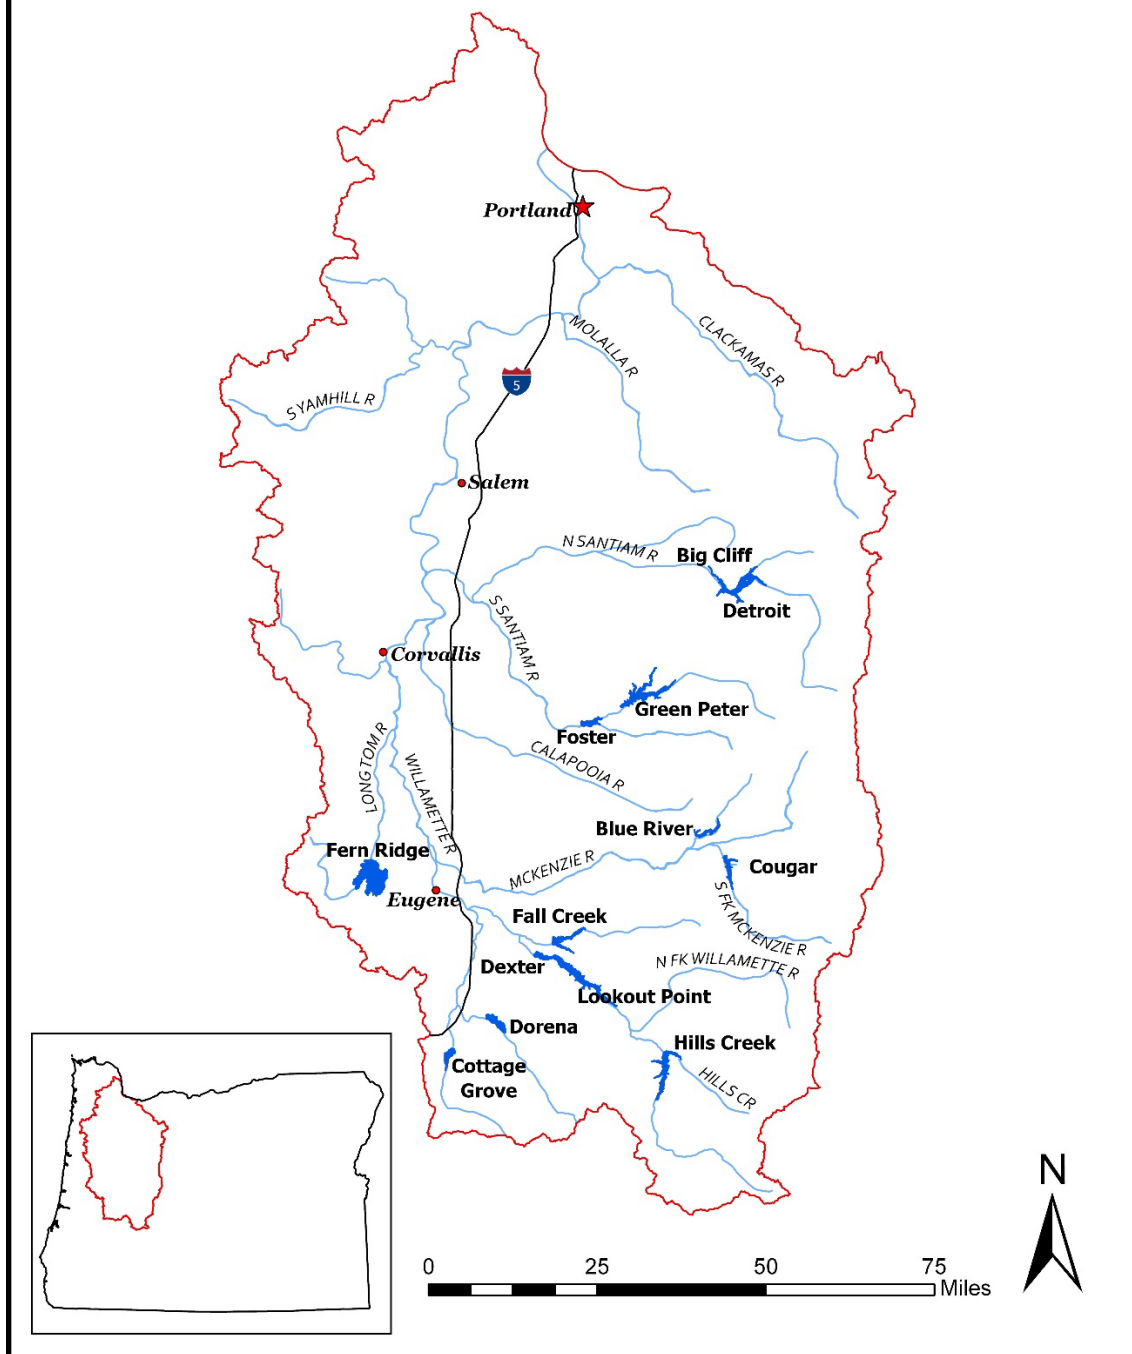 Portland
MOLALLA R
CLACKAMAS R
5
S YAMHILL R
Salem
N SANTIAM R
Big Cliff
Detroit
S SANTIAM R
Corvallis
Green Peter
Foster
LONG TOM R
WILLAMETTE R
CALAPOOIA R
Blue River
Fern Ridge
MCKENZIE R
Cougar
Eugene
S FK MCKENZIE R
Fall Creek
Dexter
N FK WILLAMETTE R
Lookout Point
Dorena
Hills Creek
Cottage
Grove
HILLS CR
N
0 25 50 75
Miles